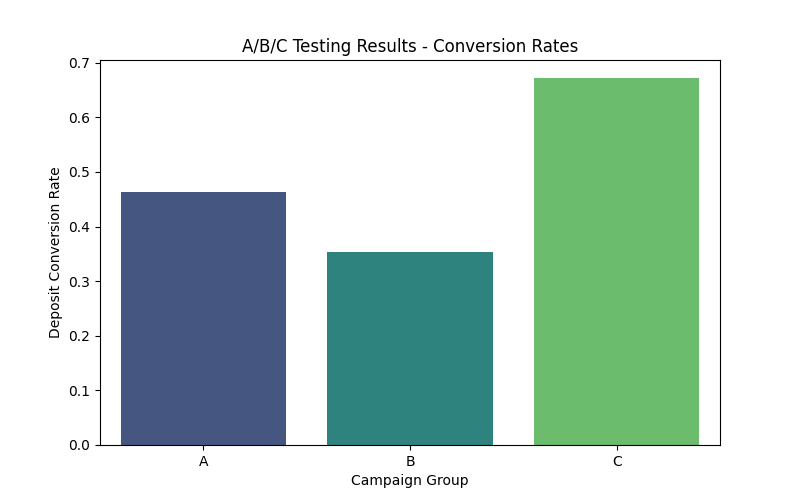 A/B/C Testing Results - Conversion Rates
0.7
0.6
0.5
0.4
0.3
0.2
0.1
0.0
Deposit Conversion Rate
A B C
Campaign Group